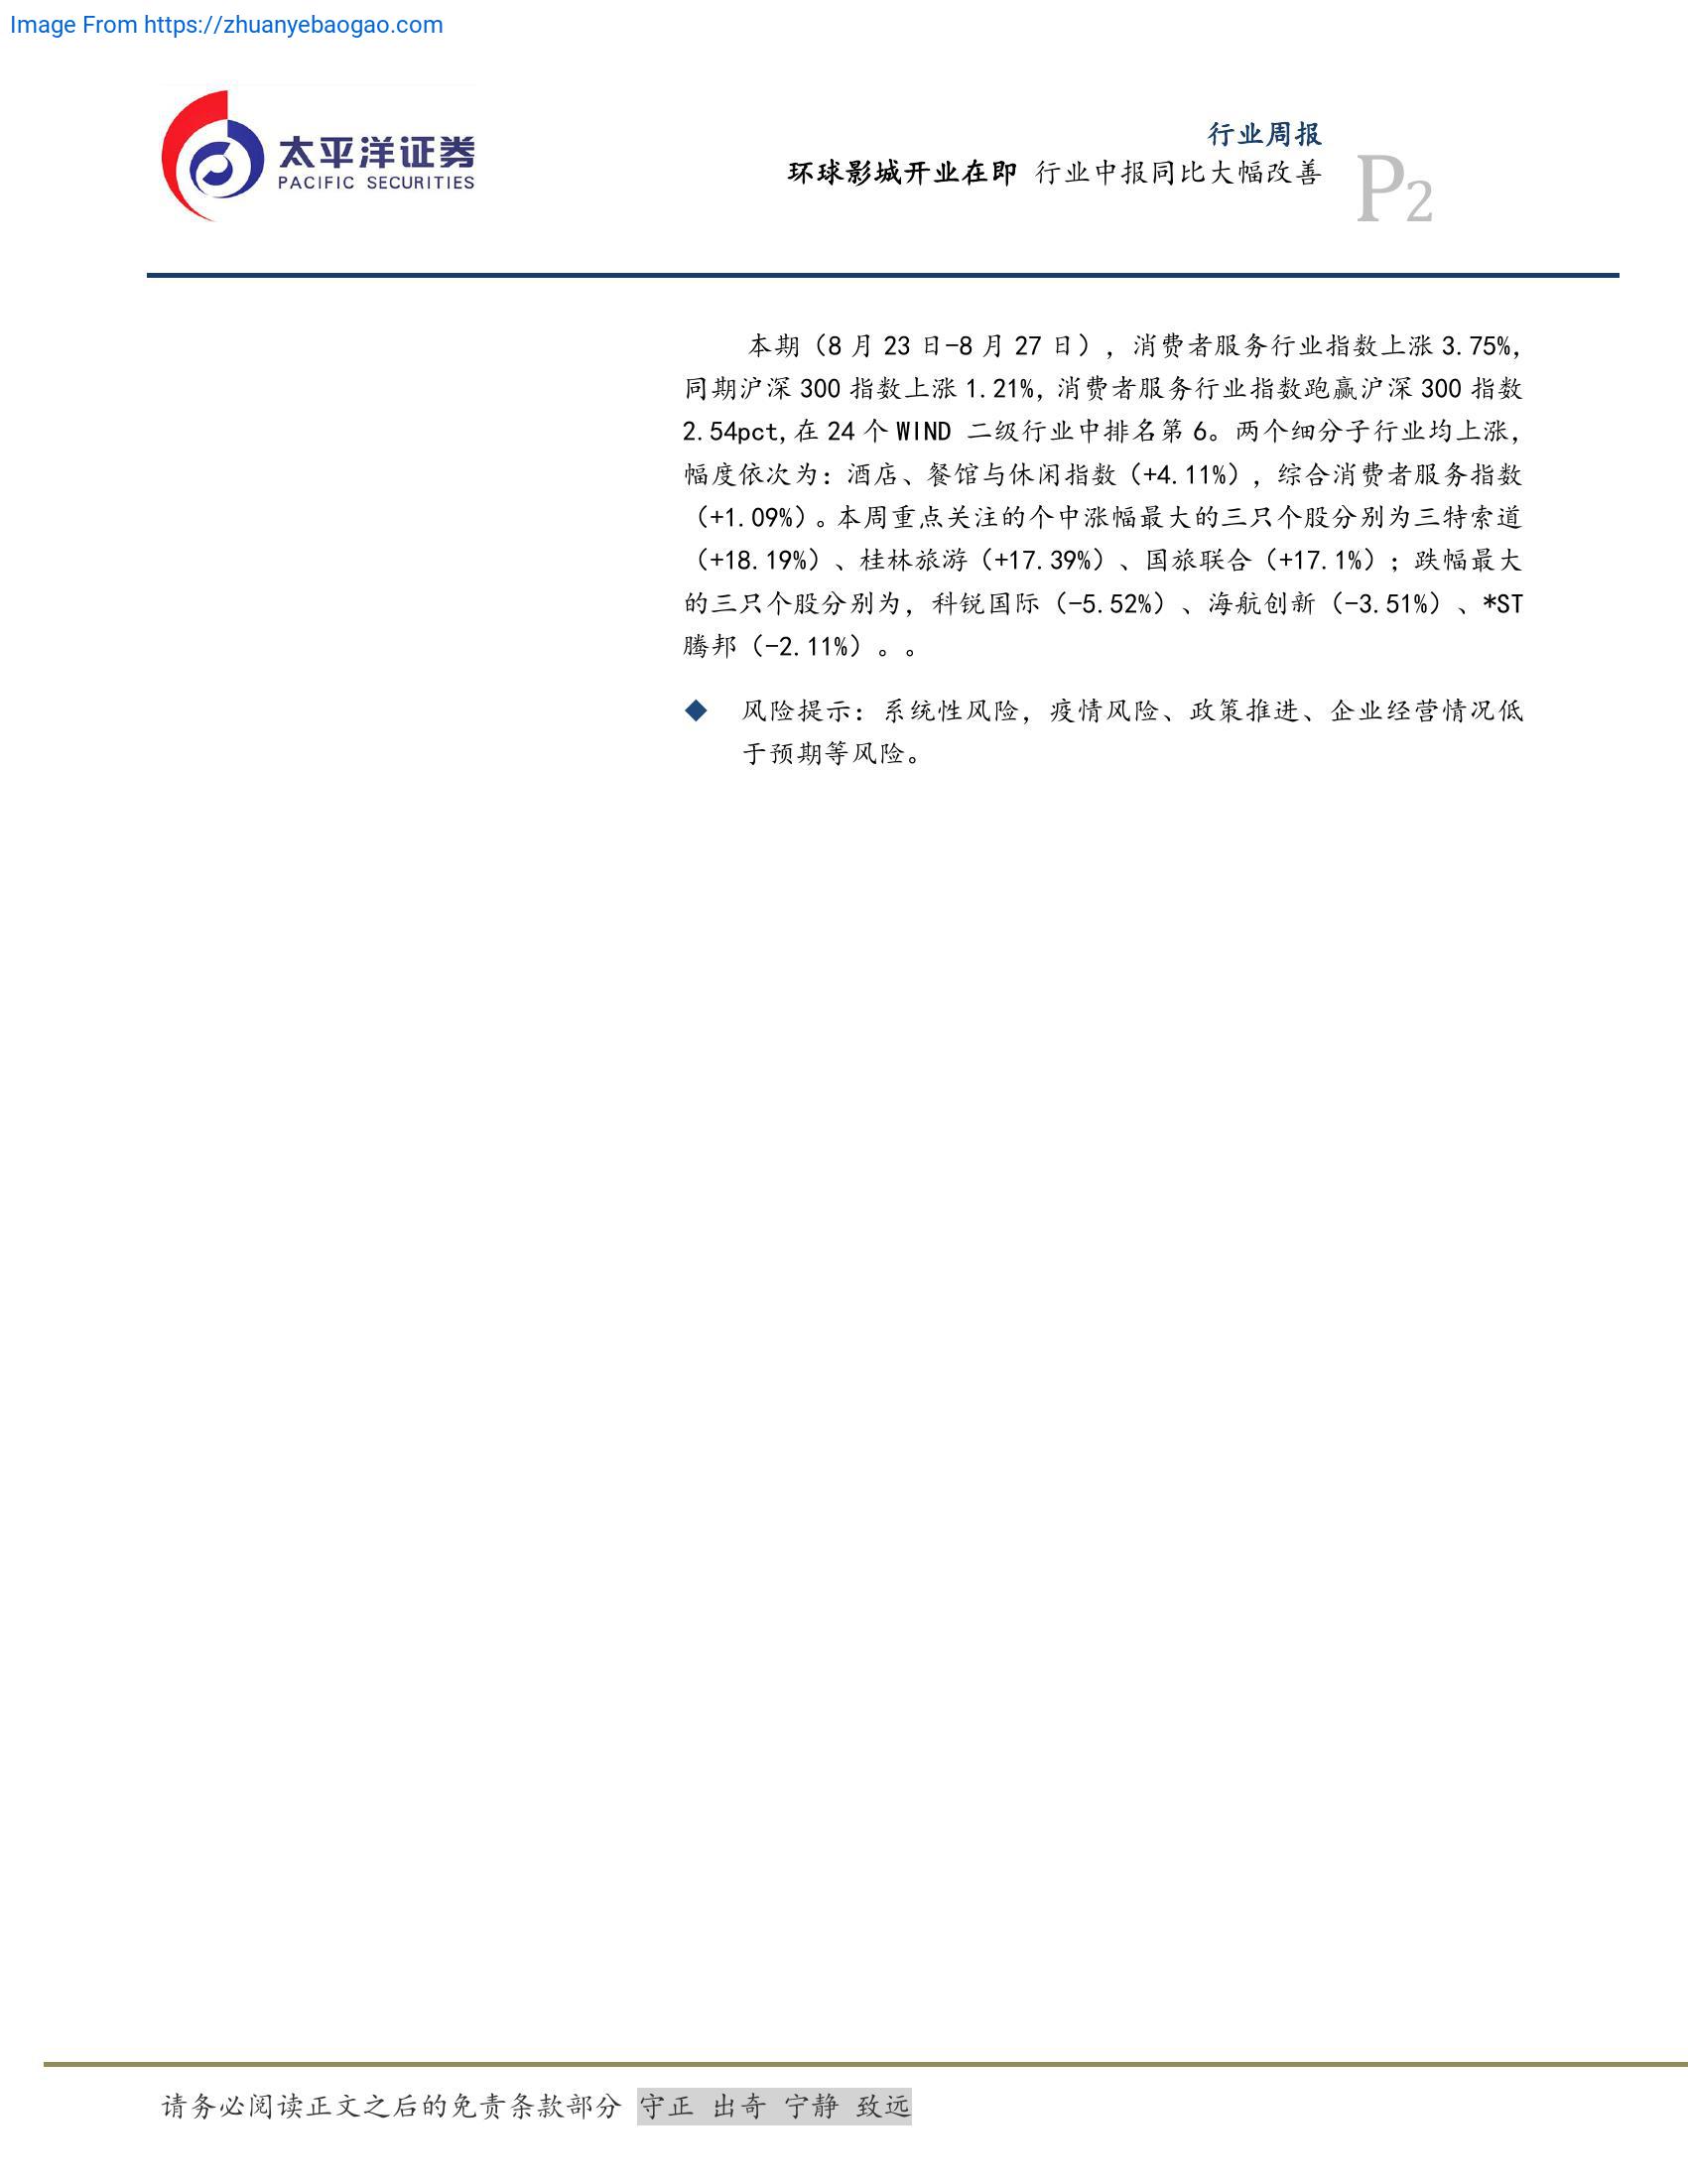 Image From https://zhuanyebaogao.com
太平洋证券
PACIFIC SECURITIES
行业周报
环球影城开业在即 行业中报同比大幅改善
P2
本期（8 月 23 日-8 月 27 日），消费者服务行业指数上涨 3.75%，
同期沪深 300 指数上涨 1.21%，消费者服务行业指数跑赢沪深 300 指数
2.54pct,在 24 个 WIND 二级行业中排名第 6。两个细分子行业均上涨，
幅度依次为：酒店、餐馆与休闲指数（+4.11%），综合消费者服务指数
（+1.09%）。本周重点关注的个中涨幅最大的三只个股分别为三特索道
（+18.19%）、桂林旅游（+17.39%）、国旅联合（+17.1%）；跌幅最大
的三只个股分别为，科锐国际（-5.52%）、海航创新（-3.51%）、*ST
腾邦（-2.11%）。。
◆ 风险提示：系统性风险，疫情风险、政策推进、企业经营情况低
于预期等风险。
请务必阅读正文之后的免责条款部分 守正 出奇 宁静 致远